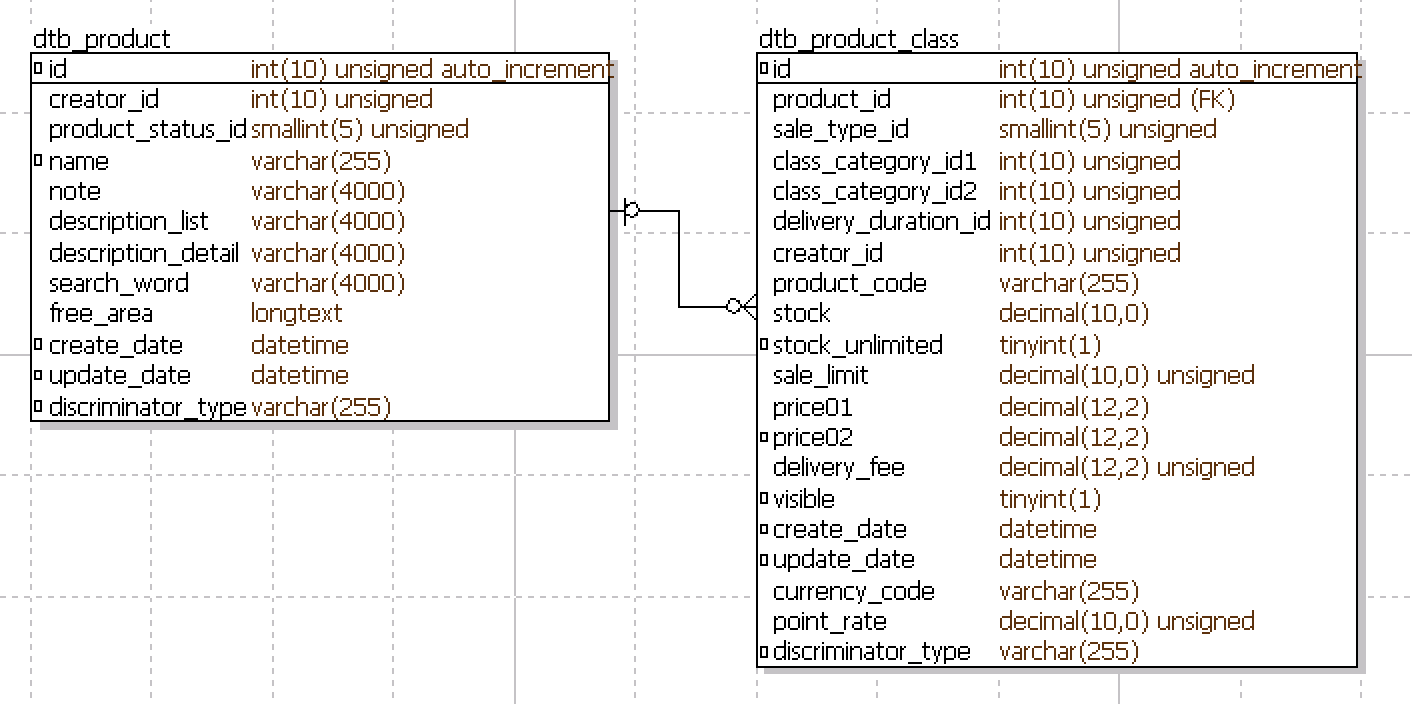 dtb_product
id int(10) unsigned auto_increment
creator_id int(10) unsigned
product_status_id smallint(5) unsigned
name varchar(255)
note varchar(4000)
description_list varchar(4000)
description_detail varchar(4000)
search_word varchar(4000)
free_area longtext
create_date datetime
update_date datetime
discriminator_type varchar(255)
dtb_product_class
id int(10) unsigned auto_increment
product_id int(10) unsigned (FK)
sale_type_id smallint(5) unsigned
class_category_id1 int(10) unsigned
class_category_id2 int(10) unsigned
delivery_duration_id int(10) unsigned
creator_id int(10) unsigned
product_code varchar(255)
stock decimal(10,0)
stock_unlimited tinyint(1)
sale_limit decimal(10,0) unsigned
price01 decimal(12,2)
price02 decimal(12,2)
delivery_fee decimal(12,2) unsigned
visible tinyint(1)
create_date datetime
update_date datetime
currency_code varchar(255)
point_rate decimal(10,0) unsigned
discriminator_type varchar(255)